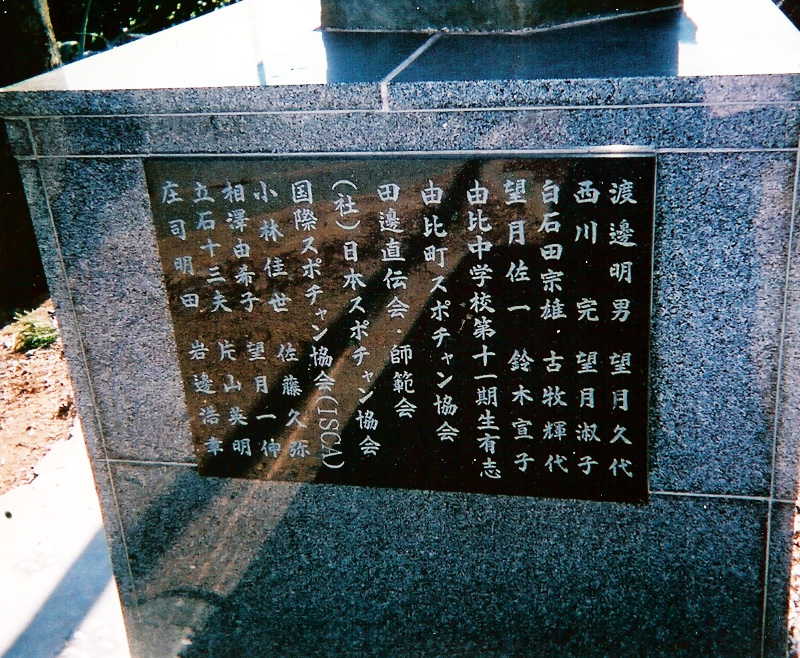 渡邊明男 望月久代
西川 完 望月淑子
白石田宗雄 古牧輝代
望月佐一 鈴木宣子
由比中学校第十一期生有志
由比町スポチャン協会
田邊直伝会・師範会
(社)日本スポチャン協会
国際スポチャン協会(ISCA)
小林佳世 佐藤久弥
相澤由希子 望月一伸
立石十三夫 片山英明
庄司明田 岩邊浩幸